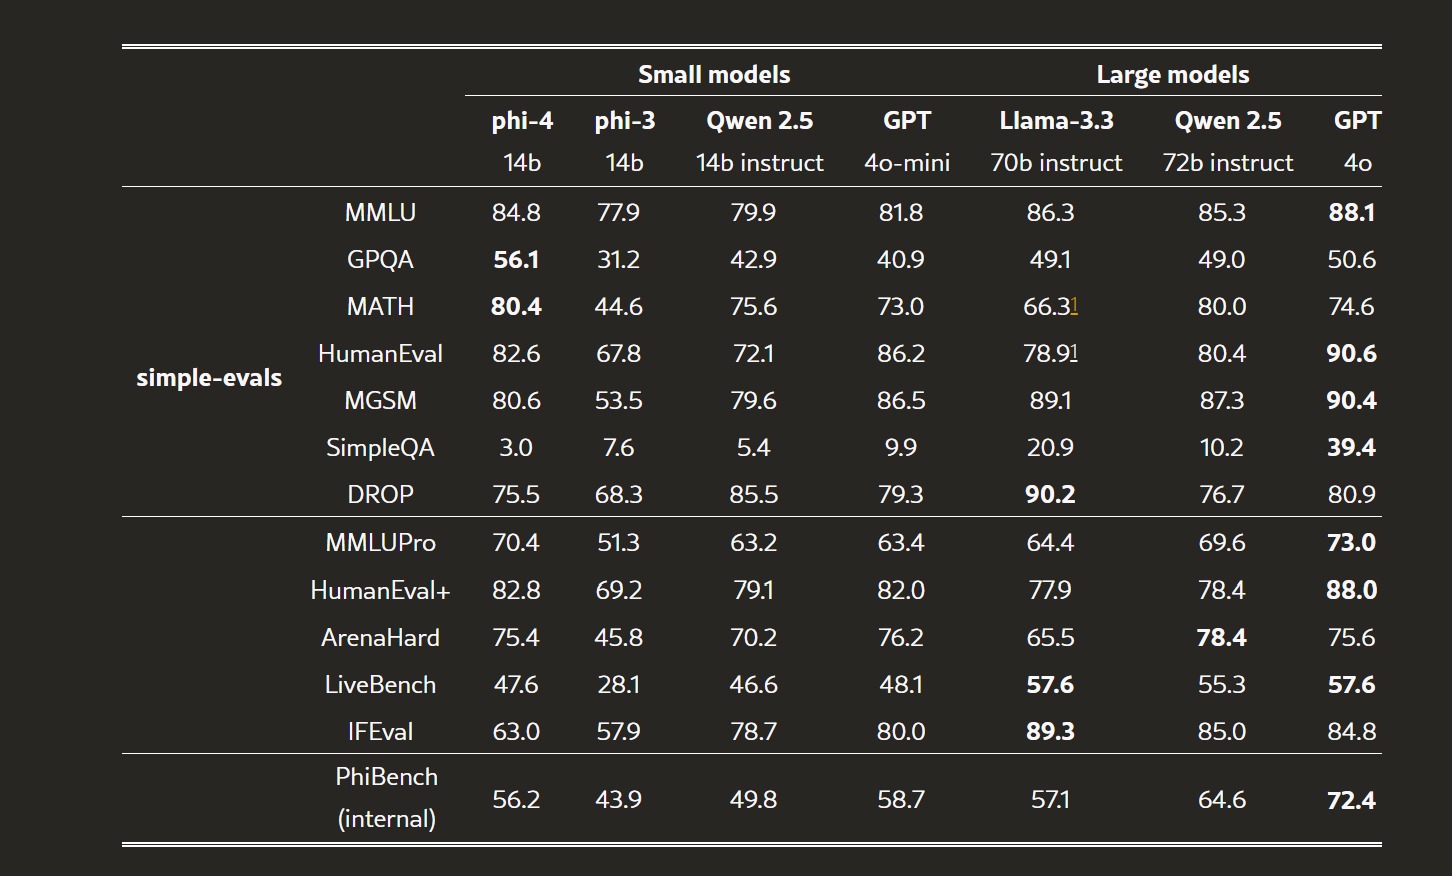 Small models Large models
phi-4 phi-3 Qwen 2.5 GPT Llama-3.3 Qwen 2.5 GPT
14b 14b 14b instruct 4o-mini 70b instruct 72b instruct 4o
MMLU 84.8 77.9 79.9 81.8 86.3 85.3 88.1
GPQA 56.1 31.2 42.9 40.9 49.1 49.0 50.6
MATH 80.4 44.6 75.6 73.0 66.3¹ 80.0 74.6
HumanEval 82.6 67.8 72.1 86.2 78.9¹ 80.4 90.6
simple-evals
MGSM 80.6 53.5 79.6 86.5 89.1 87.3 90.4
SimpleQA 3.0 7.6 5.4 9.9 20.9 10.2 39.4
DROP 75.5 68.3 85.5 79.3 90.2 76.7 80.9
MMLUPro 70.4 51.3 63.2 63.4 64.4 69.6 73.0
HumanEval+ 82.8 69.2 79.1 82.0 77.9 78.4 88.0
ArenaHard 75.4 45.8 70.2 76.2 65.5 78.4 75.6
LiveBench 47.6 28.1 46.6 48.1 57.6 55.3 57.6
IFEval 63.0 57.9 78.7 80.0 89.3 85.0 84.8
PhiBench
56.2 43.9 49.8 58.7 57.1 64.6 72.4
(internal)